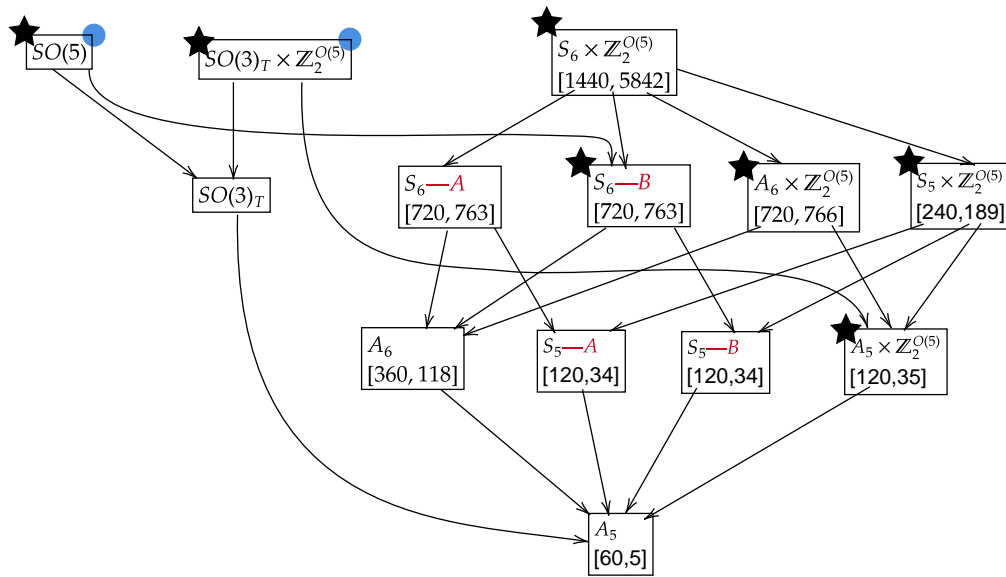 SO(5)
SO(3)_T × ℤ_2^{O(5)}
S_6 × ℤ_2^{O(5)}
[1440, 5842]
SO(3)_T
S_6—A
[720, 763]
S_6—B
[720, 763]
A_6 × ℤ_2^{O(5)}
[720, 766]
S_5 × ℤ_2^{O(5)}
[240,189]
A_6
[360, 118]
S_5—A
[120,34]
S_5—B
[120,34]
A_5 × ℤ_2^{O(5)}
[120,35]
A_5
[60,5]